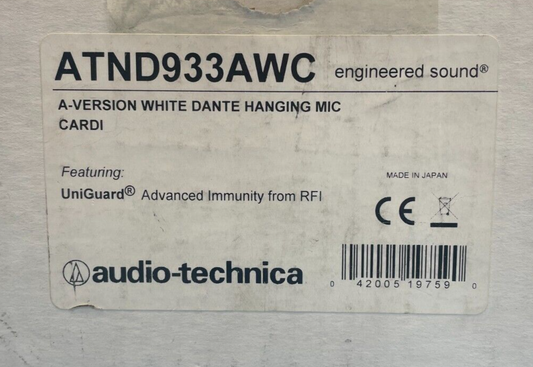 ATND933AWC engineered sound®
A-VERSION WHITE DANTE HANGING MIC
CARDI
Featuring:
UniGuard® Advanced Immunity from RFI
MADE IN JAPAN
CE
audio-technica
0 42005 19759 0